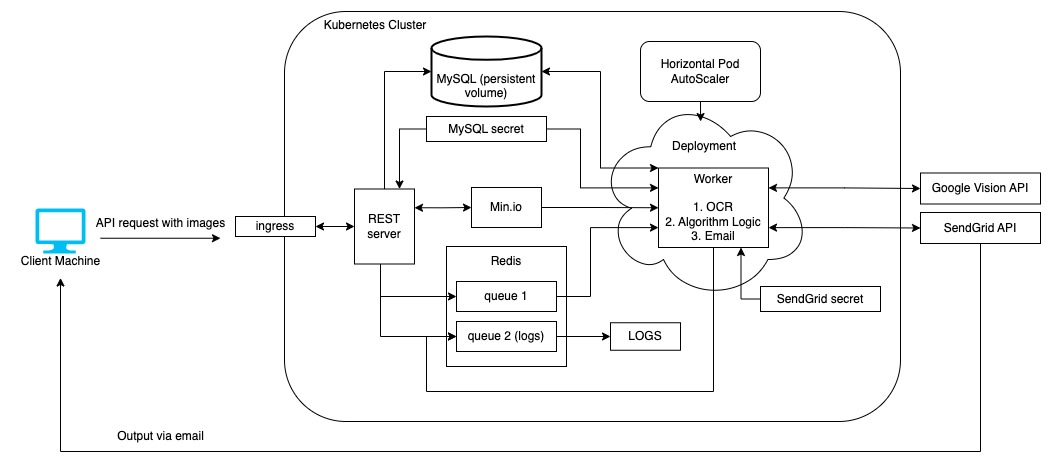 Kubernetes Cluster
MySQL (persistent
volume)
Horizontal Pod
AutoScaler
MySQL secret
Deployment
Worker
1. OCR
2. Algorithm Logic
3. Email
Google Vision API
SendGrid API
API request with images
Client Machine
ingress
REST
server
Min.io
Redis
queue 1
queue 2 (logs)
LOGS
SendGrid secret
Output via email